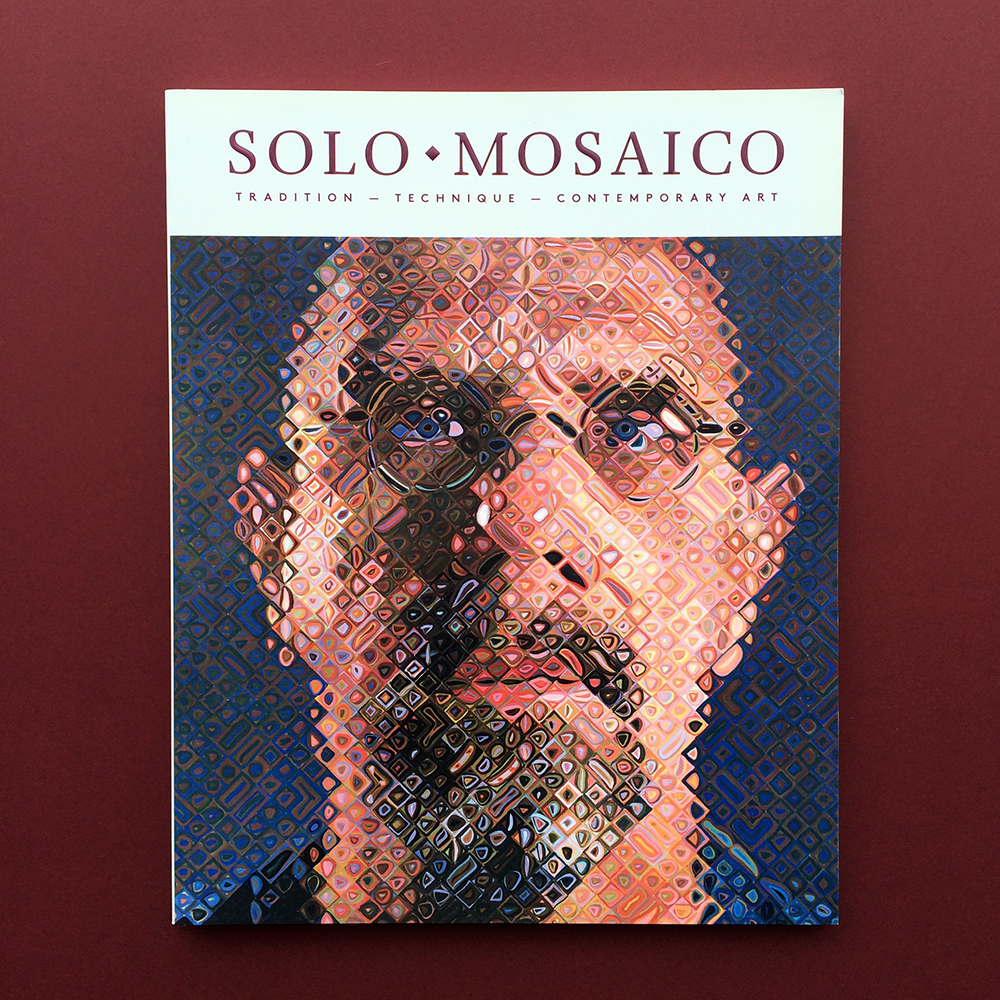 SOLO ◆ MOSAICO
TRADITION — TECHNIQUE — CONTEMPORARY ART